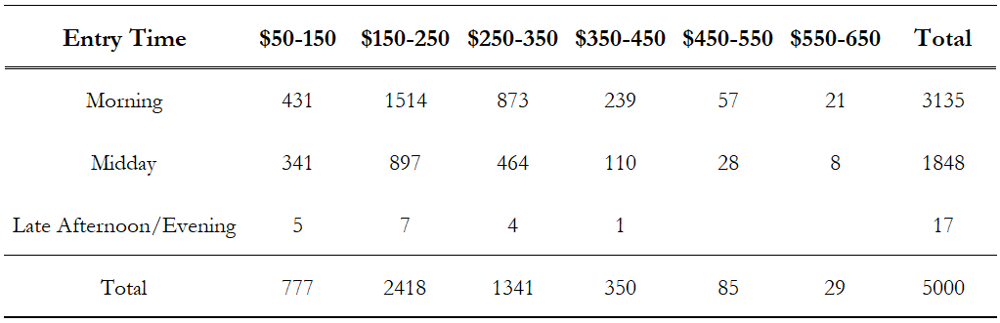 Entry Time $50-150 $150-250 $250-350 $350-450 $450-550 $550-650 Total
Morning 431 1514 873 239 57 21 3135
Midday 341 897 464 110 28 8 1848
Late Afternoon/Evening 5 7 4 1 17
Total 777 2418 1341 350 85 29 5000